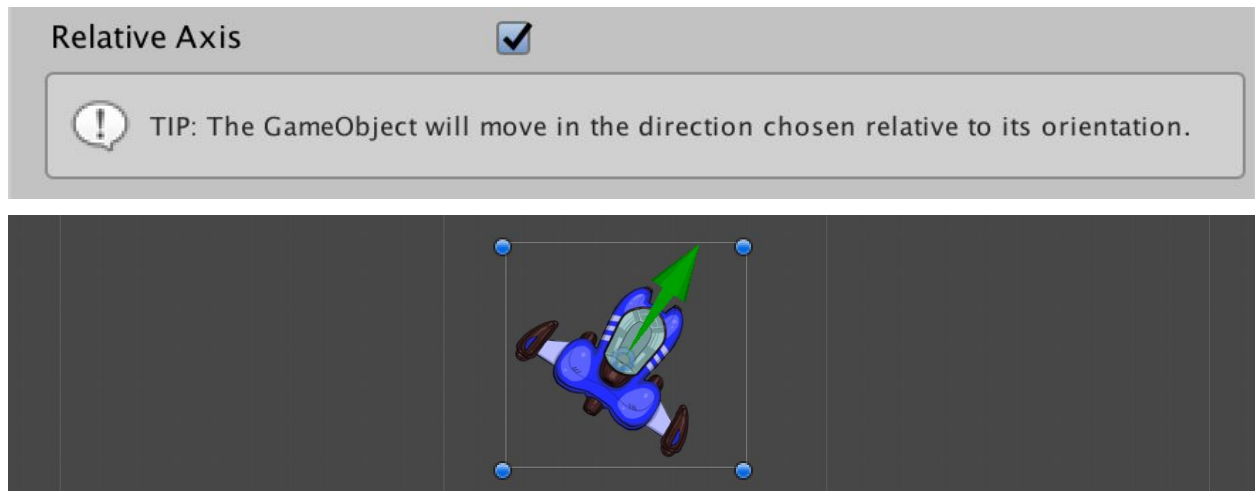 Relative Axis
TIP: The GameObject will move in the direction chosen relative to its orientation.